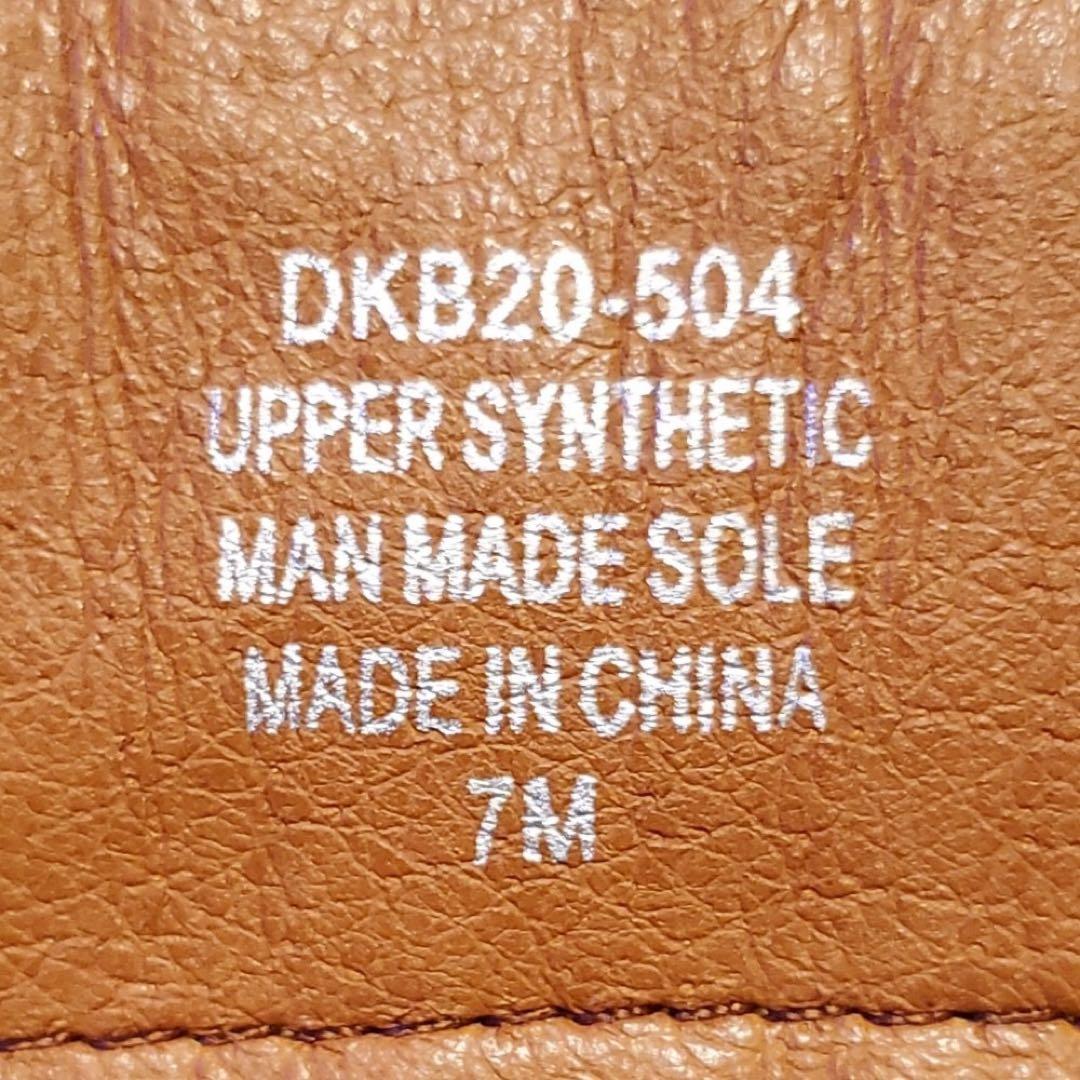 DKB20-504
UPPER SYNTHETIC
MAN MADE SOLE
MADE IN CHINA
7M